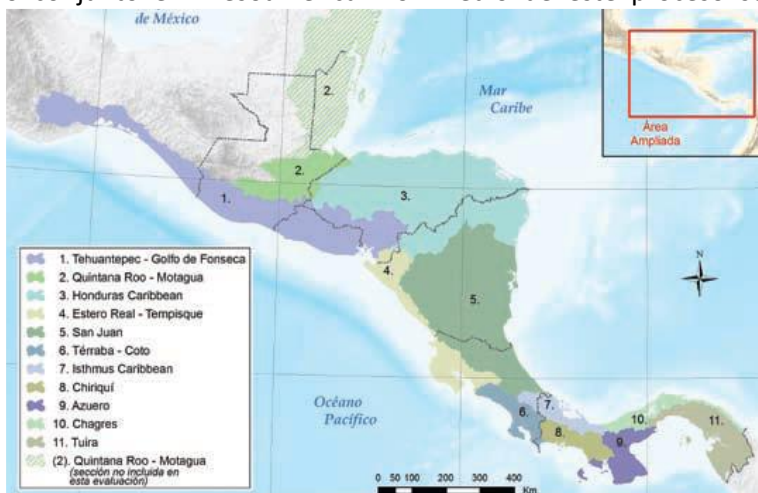 de México
Mar
Caribe
Área
Ampliada
2.
2.
1.
3.
4.
5.
N
1. Tehuantepec - Golfo de Fonseca
2. Quintana Roo - Motagua
3. Honduras Caribbean
4. Estero Real - Tempisque
5. San Juan
6. Térraba - Coto
7. Isthmus Caribbean
8. Chiriquí
9. Azuero
10. Chagres
11. Tuira
(2). Quintana Roo - Motagua
(sección no incluida en
esta evaluación)
Océano
Pacífico
6.
7.
8.
9.
10.
11.
0 50 100 200 300 400
Km